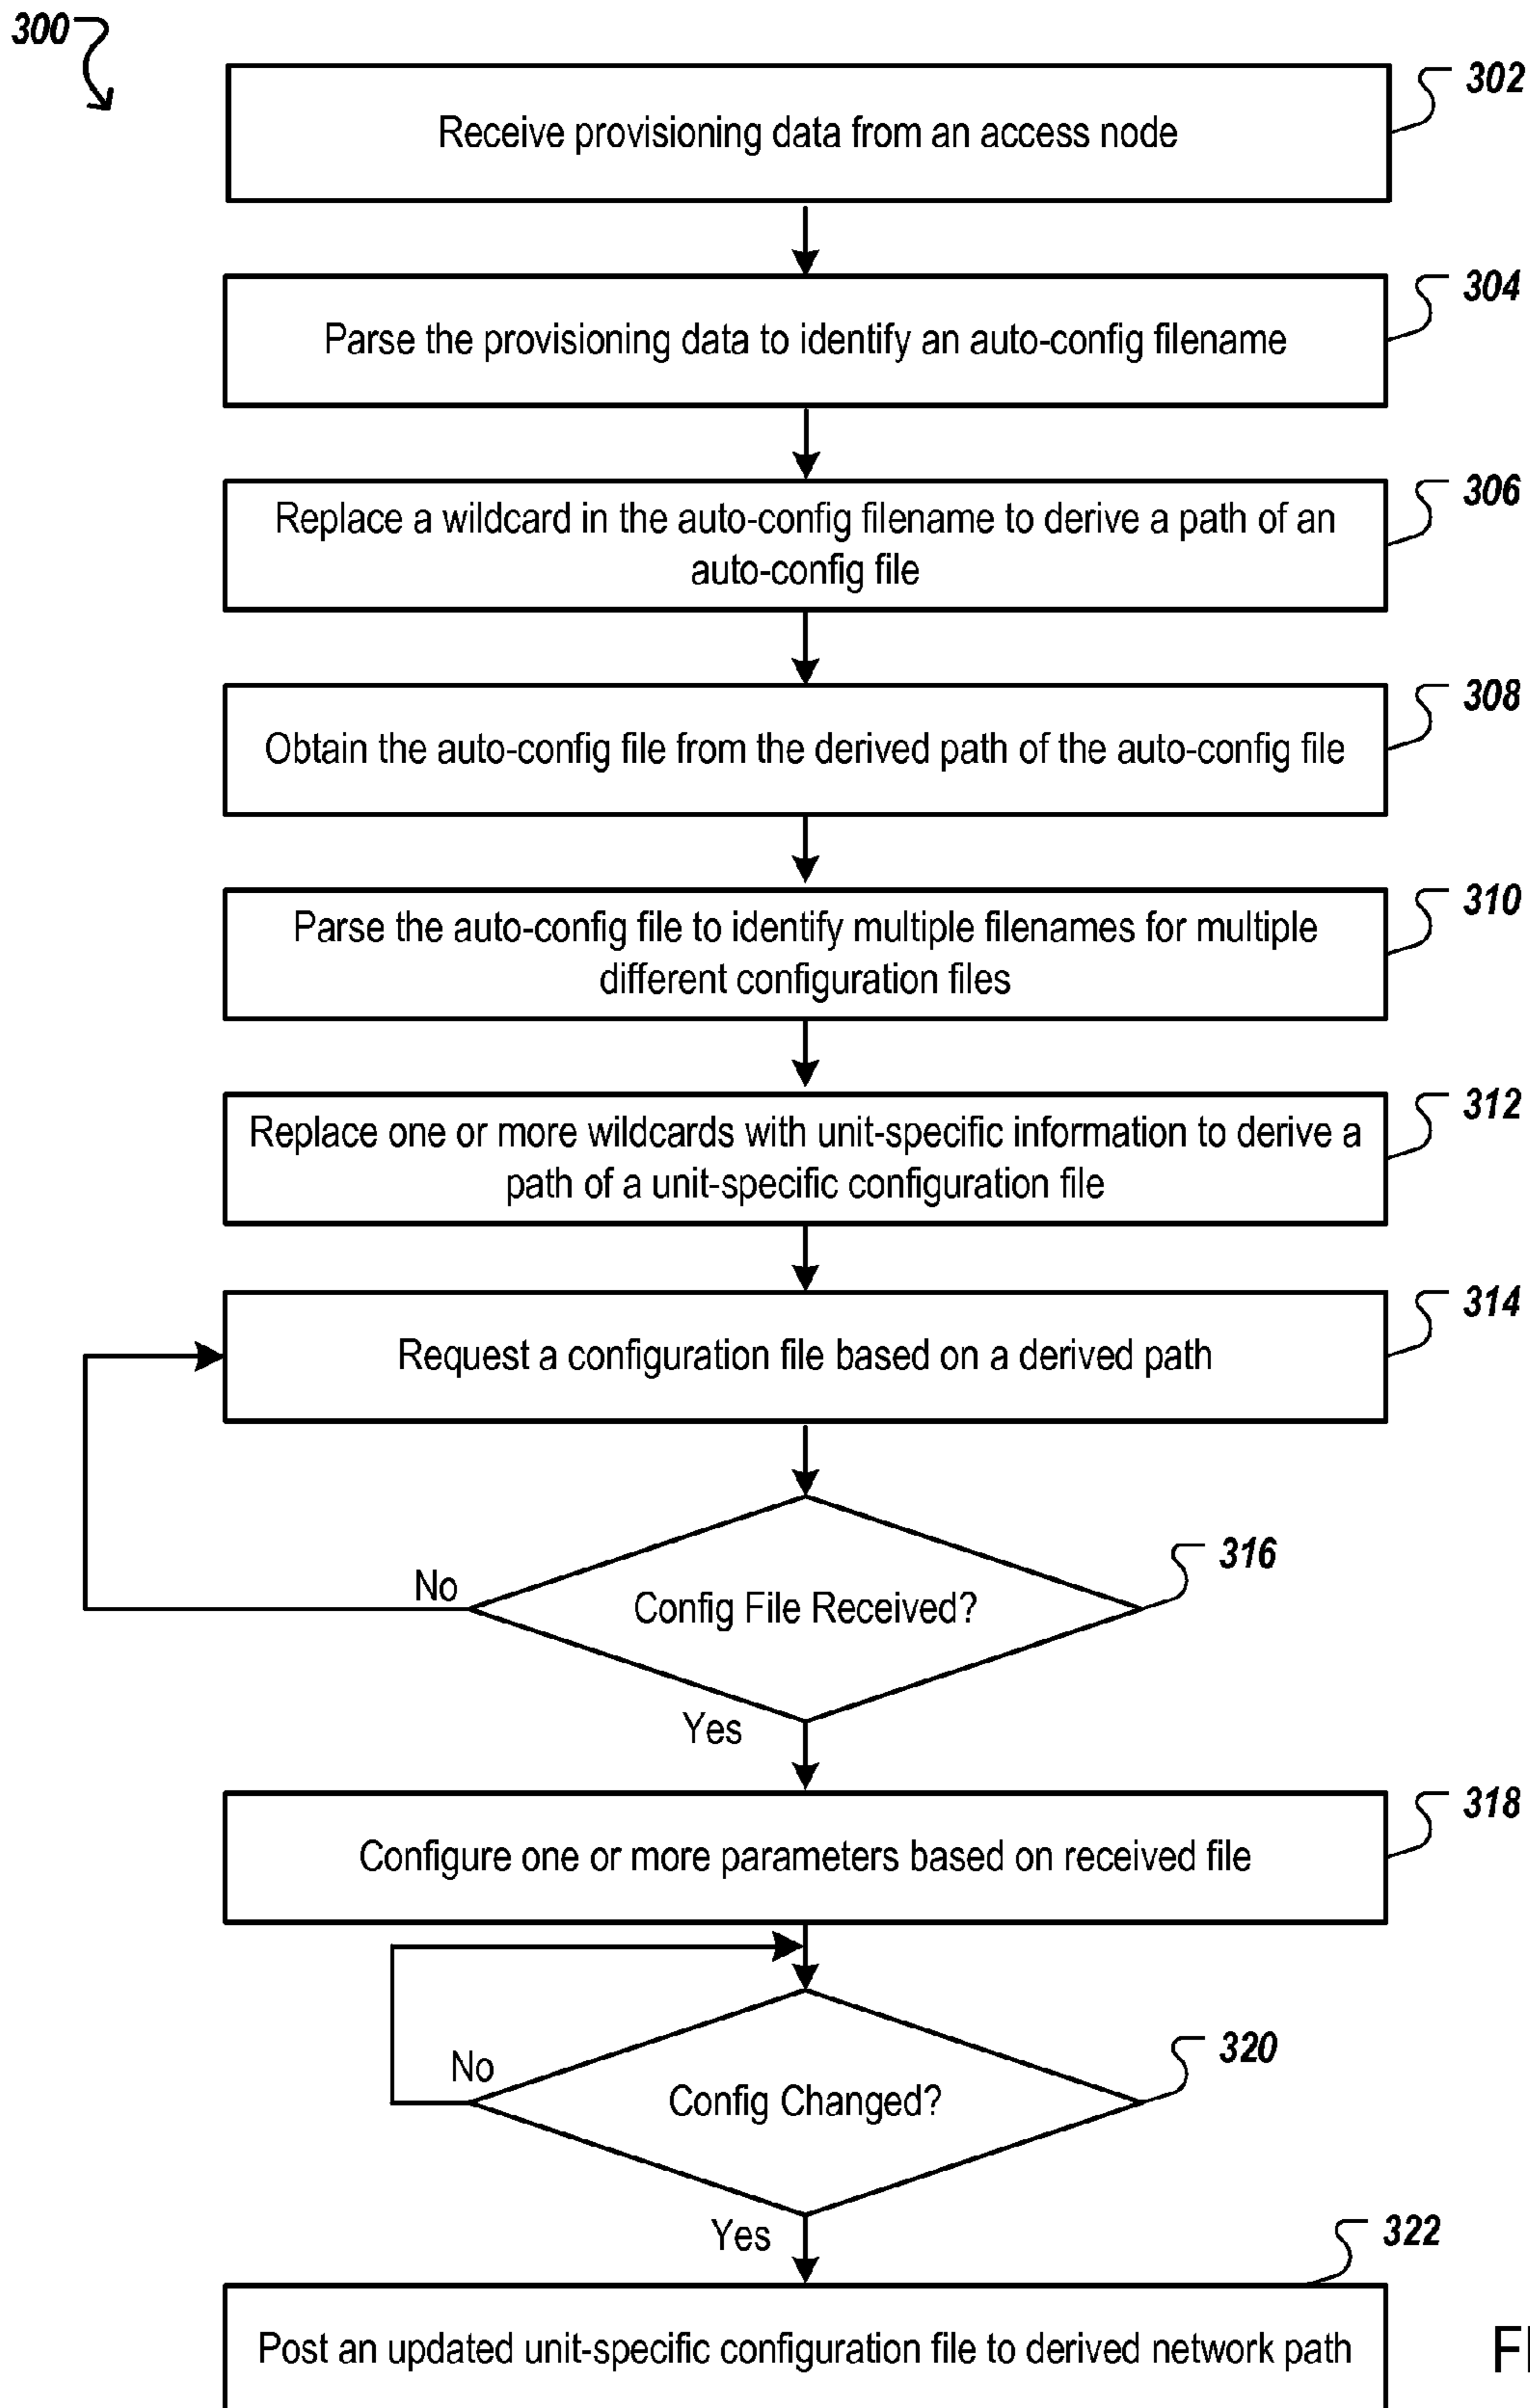 300
302
Receive provisioning data from an access node
304
Parse the provisioning data to identify an auto-config filename
306
Replace a wildcard in the auto-config filename to derive a path of an
auto-config file
308
Obtain the auto-config file from the derived path of the auto-config file
310
Parse the auto-config file to identify multiple filenames for multiple
different configuration files
312
Replace one or more wildcards with unit-specific information to derive a
path of a unit-specific configuration file
314
Request a configuration file based on a derived path
316
No
Config File Received?
Yes
318
Configure one or more parameters based on received file
320
No
Config Changed?
Yes
322
Post an updated unit-specific configuration file to derived network path